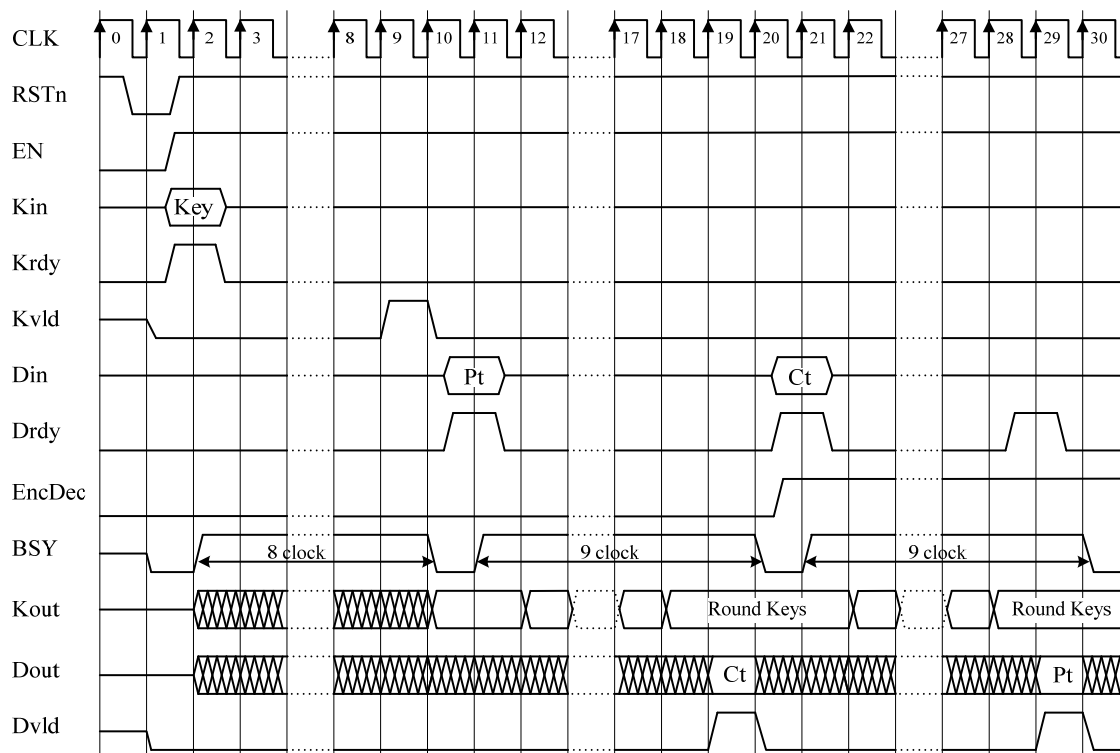 CLK 0 1 2 3 8 9 10 11 12 17 18 19 20 21 22 27 28 29 30
RSTn
EN
Kin Key
Krdy
Kvld
Din Pt Ct
Drdy
EncDec
BSY 8 clock 9 clock 9 clock
Kout Round Keys Round Keys
Dout Ct Pt
Dvld